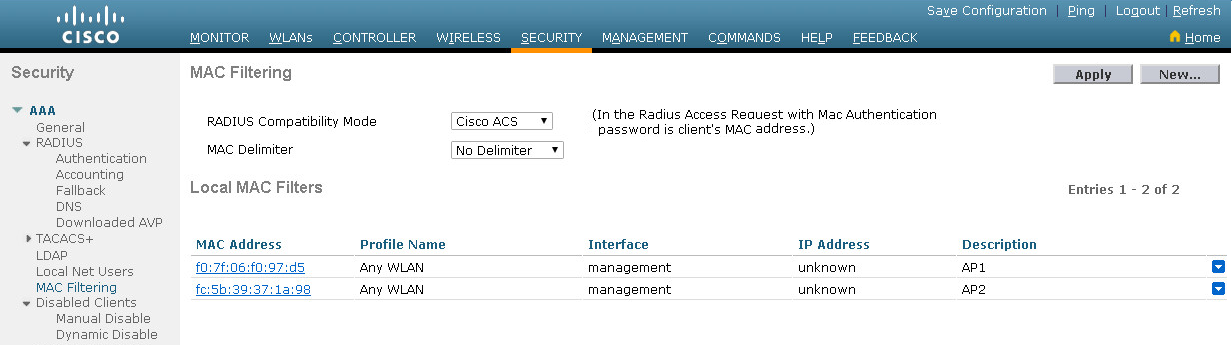 Save Configuration | Ping | Logout | Refresh
CISCO
MONITOR WLANs CONTROLLER WIRELESS SECURITY MANAGEMENT COMMANDS HELP FEEDBACK Home
Security
AAA
General
RADIUS
Authentication
Accounting
Fallback
DNS
Downloaded AVP
TACACS+
LDAP
Local Net Users
MAC Filtering
Disabled Clients
Manual Disable
Dynamic Disable
MAC Filtering
Apply New...
RADIUS Compatibility Mode Cisco ACS (In the Radius Access Request with Mac Authentication
password is client's MAC address.)
MAC Delimiter No Delimiter
Local MAC Filters Entries 1 - 2 of 2
MAC Address Profile Name Interface IP Address Description
f0:7f:06:f0:97:d5 Any WLAN management unknown AP1
fc:5b:39:37:1a:98 Any WLAN management unknown AP2